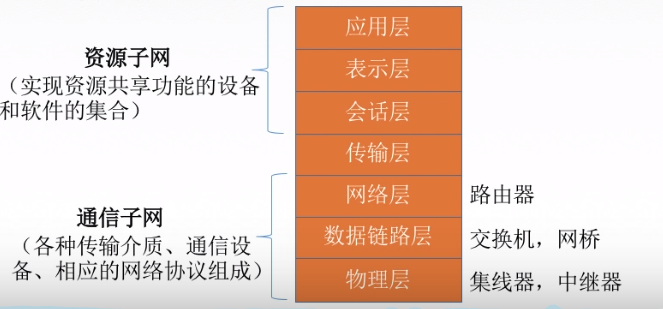 应用层
资源子网
表示层
（实现资源共享功能的设备
和软件的集合）
会话层
传输层
网络层
路由器
通信子网
数据链路层
交换机，网桥
（各种传输介质、通信设
备、相应的网络协议组成）
物理层
集线器，中继器